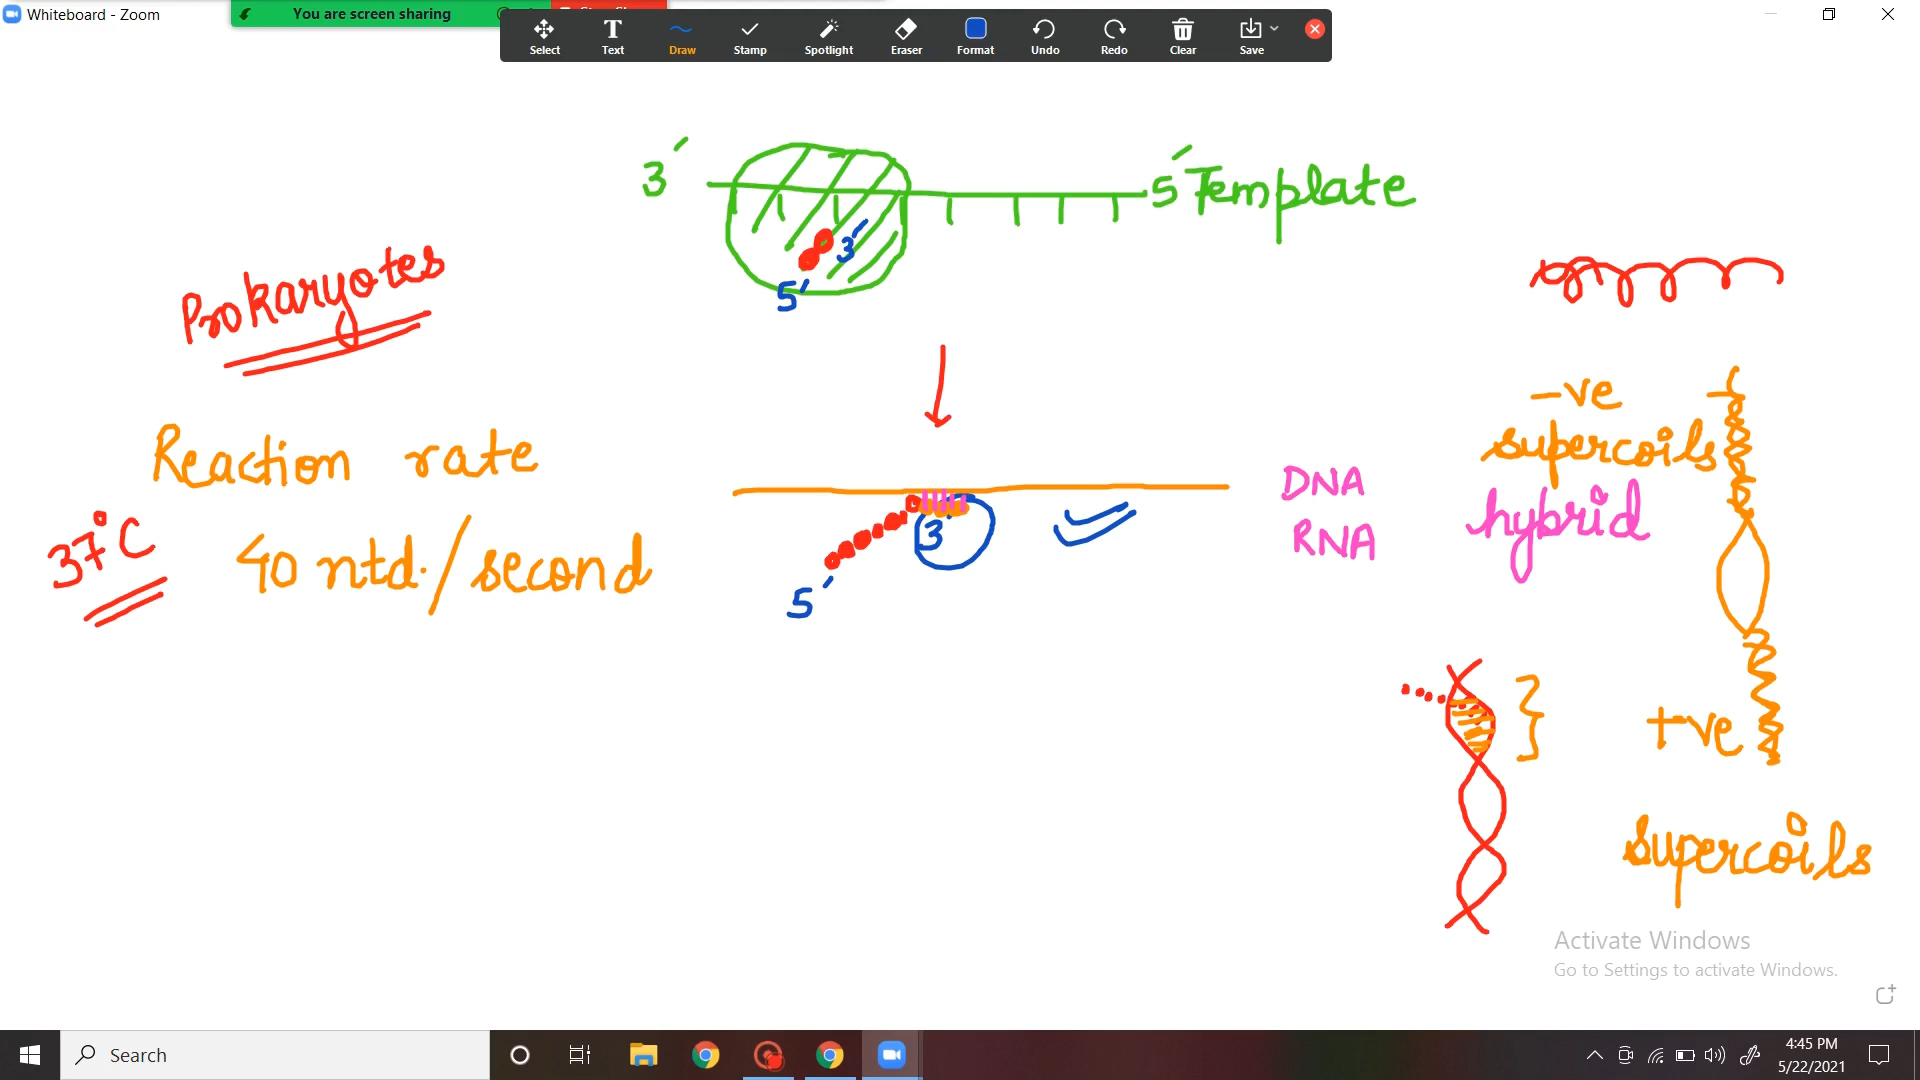 Whiteboard - Zoom
You are screen sharing
Select Text Draw Stamp Spotlight Eraser Format Undo Redo Clear Save
3′ 5′ Template
3′
5′
Prokaryotes
Reaction rate
37°C 40 ntd./second
3′
5′
DNA
RNA
hybrid
-ve
supercoils
+ve
supercoils
Activate Windows
Go to Settings to activate Windows.
Search
4:45 PM
5/22/2021